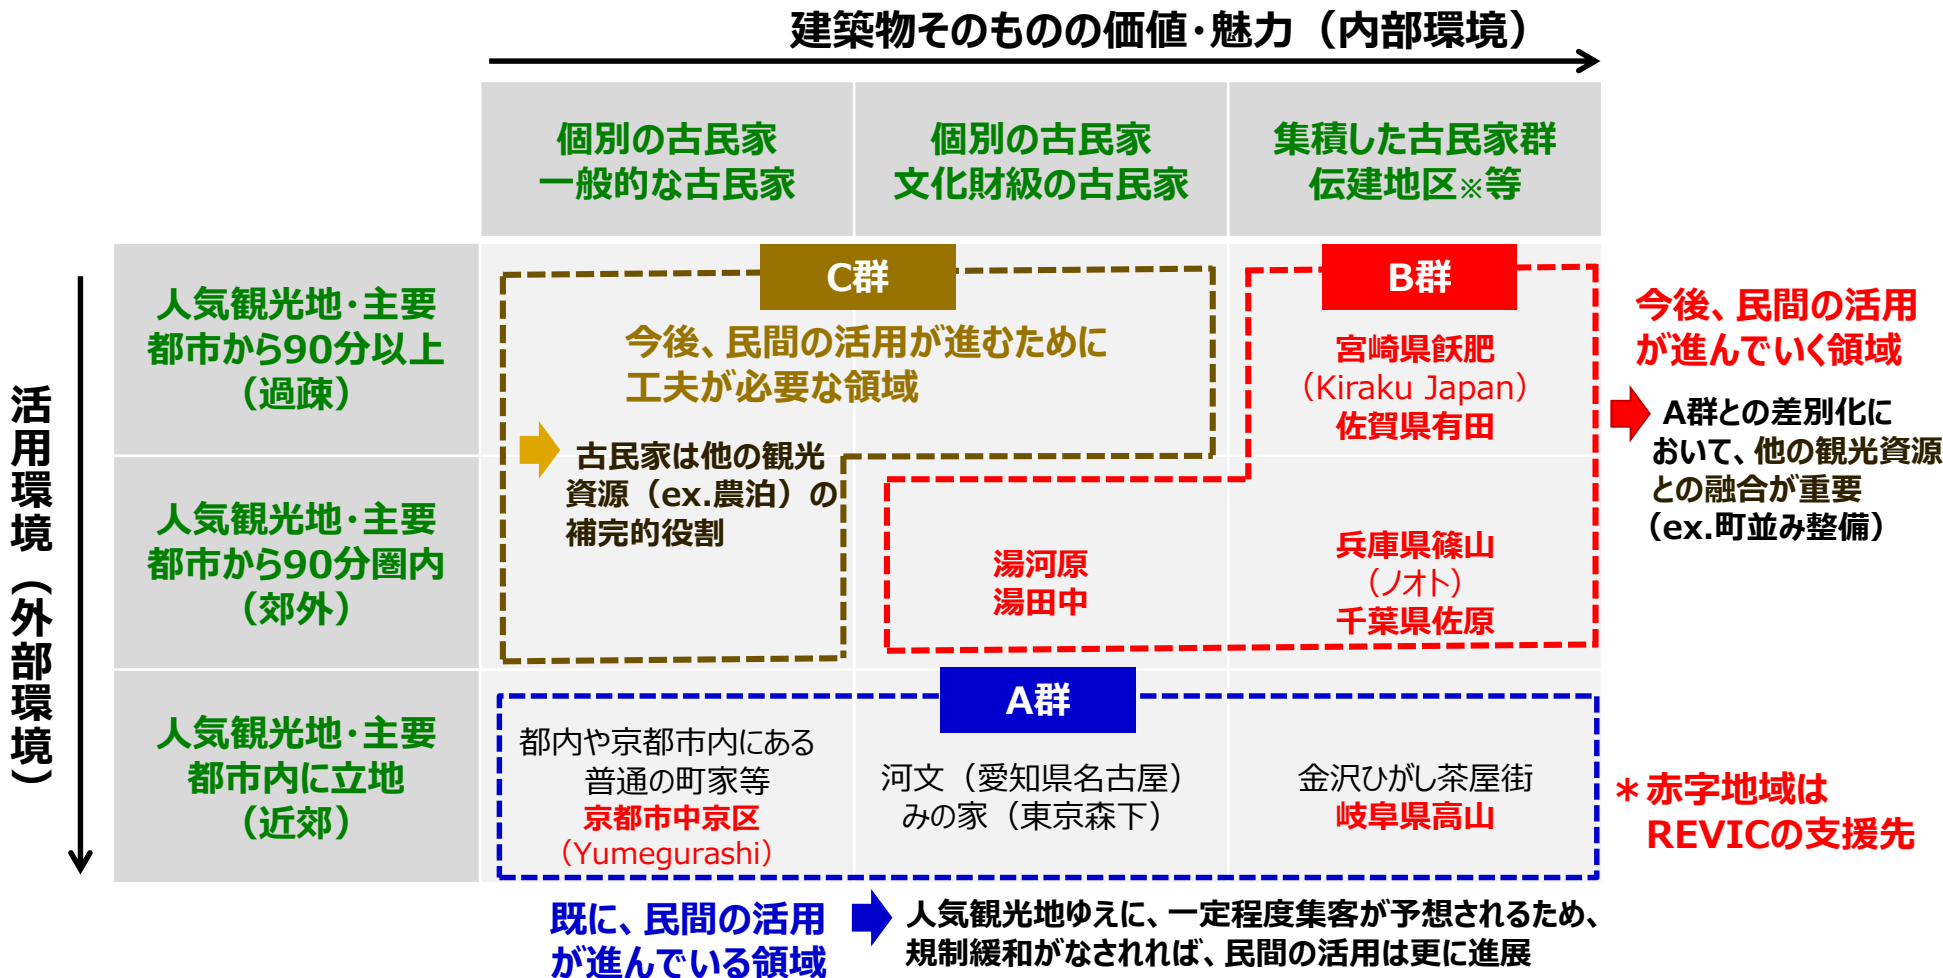 建築物そのものの価値・魅力（内部環境）
個別の古民家
一般的な古民家
個別の古民家
文化財級の古民家
集積した古民家群
伝建地区※等
活用環境（外部環境）
人気観光地・主要
都市から90分以上
（過疎）
C群
今後、民間の活用が進むために
工夫が必要な領域
古民家は他の観光
資源（ex.農泊）の
補完的役割
B群
宮崎県飫肥
（Kiraku Japan）
佐賀県有田
今後、民間の活用
が進んでいく領域
A群との差別化に
おいて、他の観光資源
との融合が重要
（ex.町並み整備）
人気観光地・主要
都市から90分圏内
（郊外）
湯河原
湯田中
兵庫県篠山
（ノオト）
千葉県佐原
人気観光地・主要
都市内に立地
（近郊）
A群
都内や京都市内にある
普通の町家等
京都市中京区
（Yumegurashi）
河文（愛知県名古屋）
みの家（東京森下）
金沢ひがし茶屋街
岐阜県高山
＊赤字地域は
REVICの支援先
既に、民間の活用
が進んでいる領域
人気観光地ゆえに、一定程度集客が予想されるため、
規制緩和がなされれば、民間の活用は更に進展